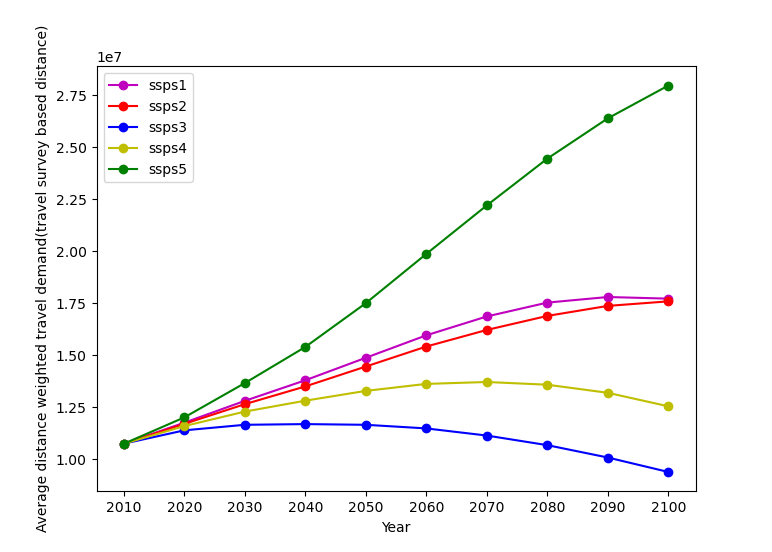 1e7
ssps1
ssps2
ssps3
ssps4
ssps5
2.75
2.50
2.25
2.00
1.75
1.50
1.25
1.00
Average distance weighted travel demand(travel survey based distance)
2010 2020 2030 2040 2050 2060 2070 2080 2090 2100
Year